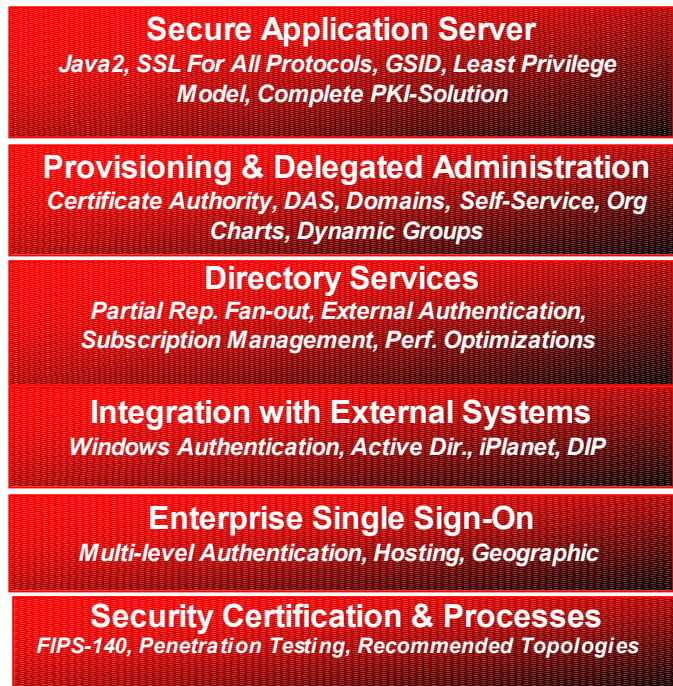 Secure Application Server
Java2, SSL For All Protocols, GSID, Least Privilege
Model, Complete PKI-Solution
Provisioning & Delegated Administration
Certificate Authority, DAS, Domains, Self-Service, Org
Charts, Dynamic Groups
Directory Services
Partial Rep. Fan-out, External Authentication,
Subscription Management, Perf. Optimizations
Integration with External Systems
Windows Authentication, Active Dir., iPlanet, DIP
Enterprise Single Sign-On
Multi-level Authentication, Hosting, Geographic
Security Certification & Processes
FIPS-140, Penetration Testing, Recommended Topologies